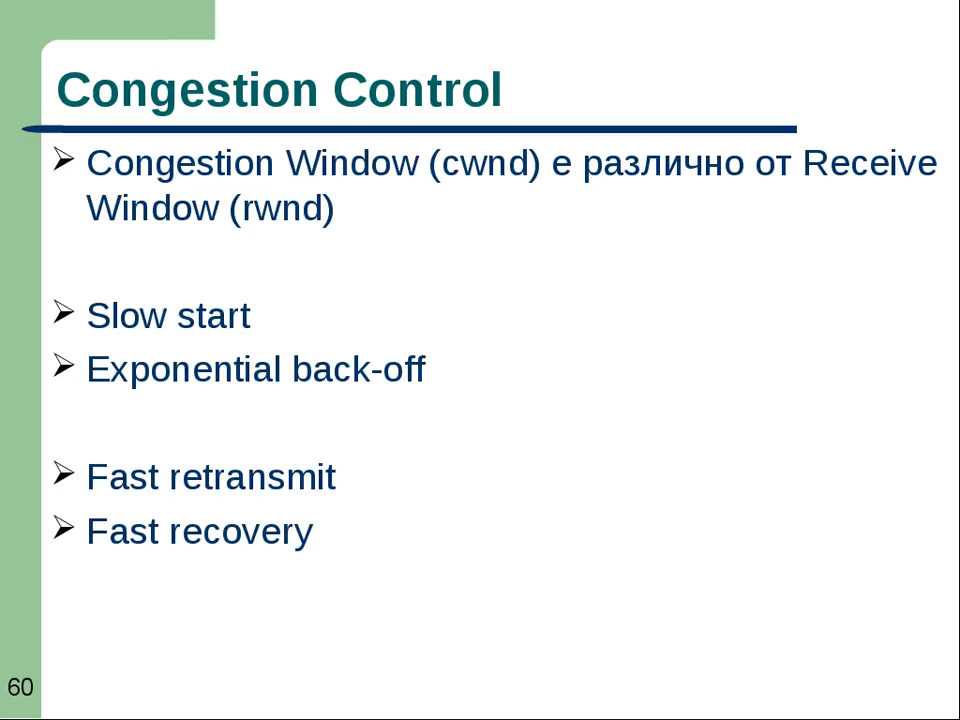 Congestion Control
Congestion Window (cwnd) е различно от Receive
Window (rwnd)
Slow start
Exponential back-off
Fast retransmit
Fast recovery
60